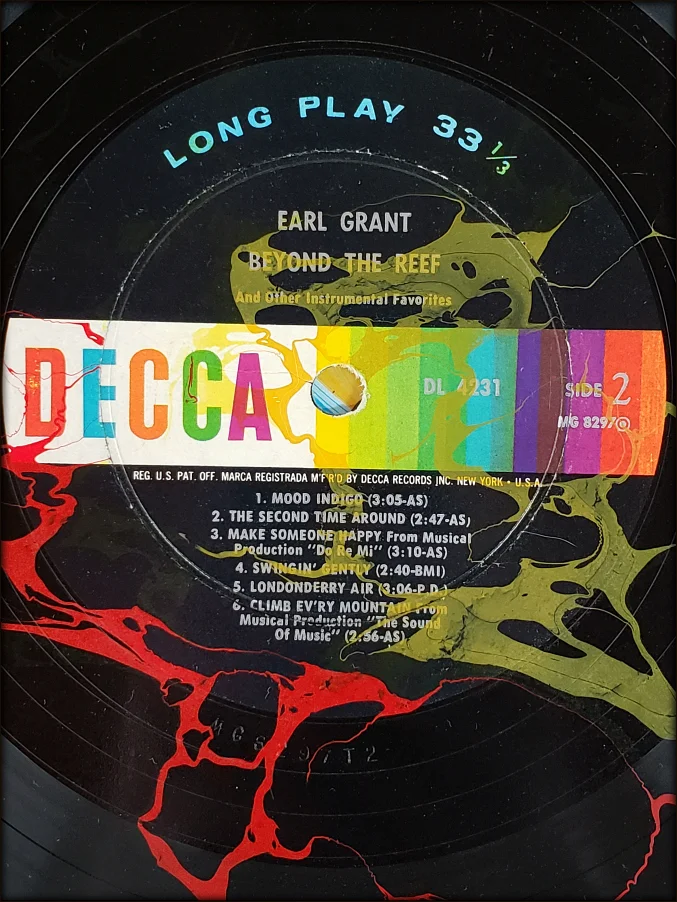 LONG PLAY 33 1/3
EARL GRANT
BEYOND THE REEF
And Other Instrumental Favorites
DECCA
DL 4231
SIDE 2
MG 8297
REG. U.S. PAT. OFF. MARCA REGISTRADA M'F'R'D BY DECCA RECORDS INC. NEW YORK • U.S.A.
1. MOOD INDIGO (3:05-AS)
2. THE SECOND TIME AROUND (2:47-AS)
3. MAKE SOMEONE HAPPY From Musical
Production "Do Re Mi" (3:10-AS)
4. SWINGIN' GENTLY (2:40-BMI)
5. LONDONDERRY AIR (3:06-P.D.)
6. CLIMB EV'RY MOUNTAIN From
Musical Production "The Sound
Of Music" (2:56-AS)